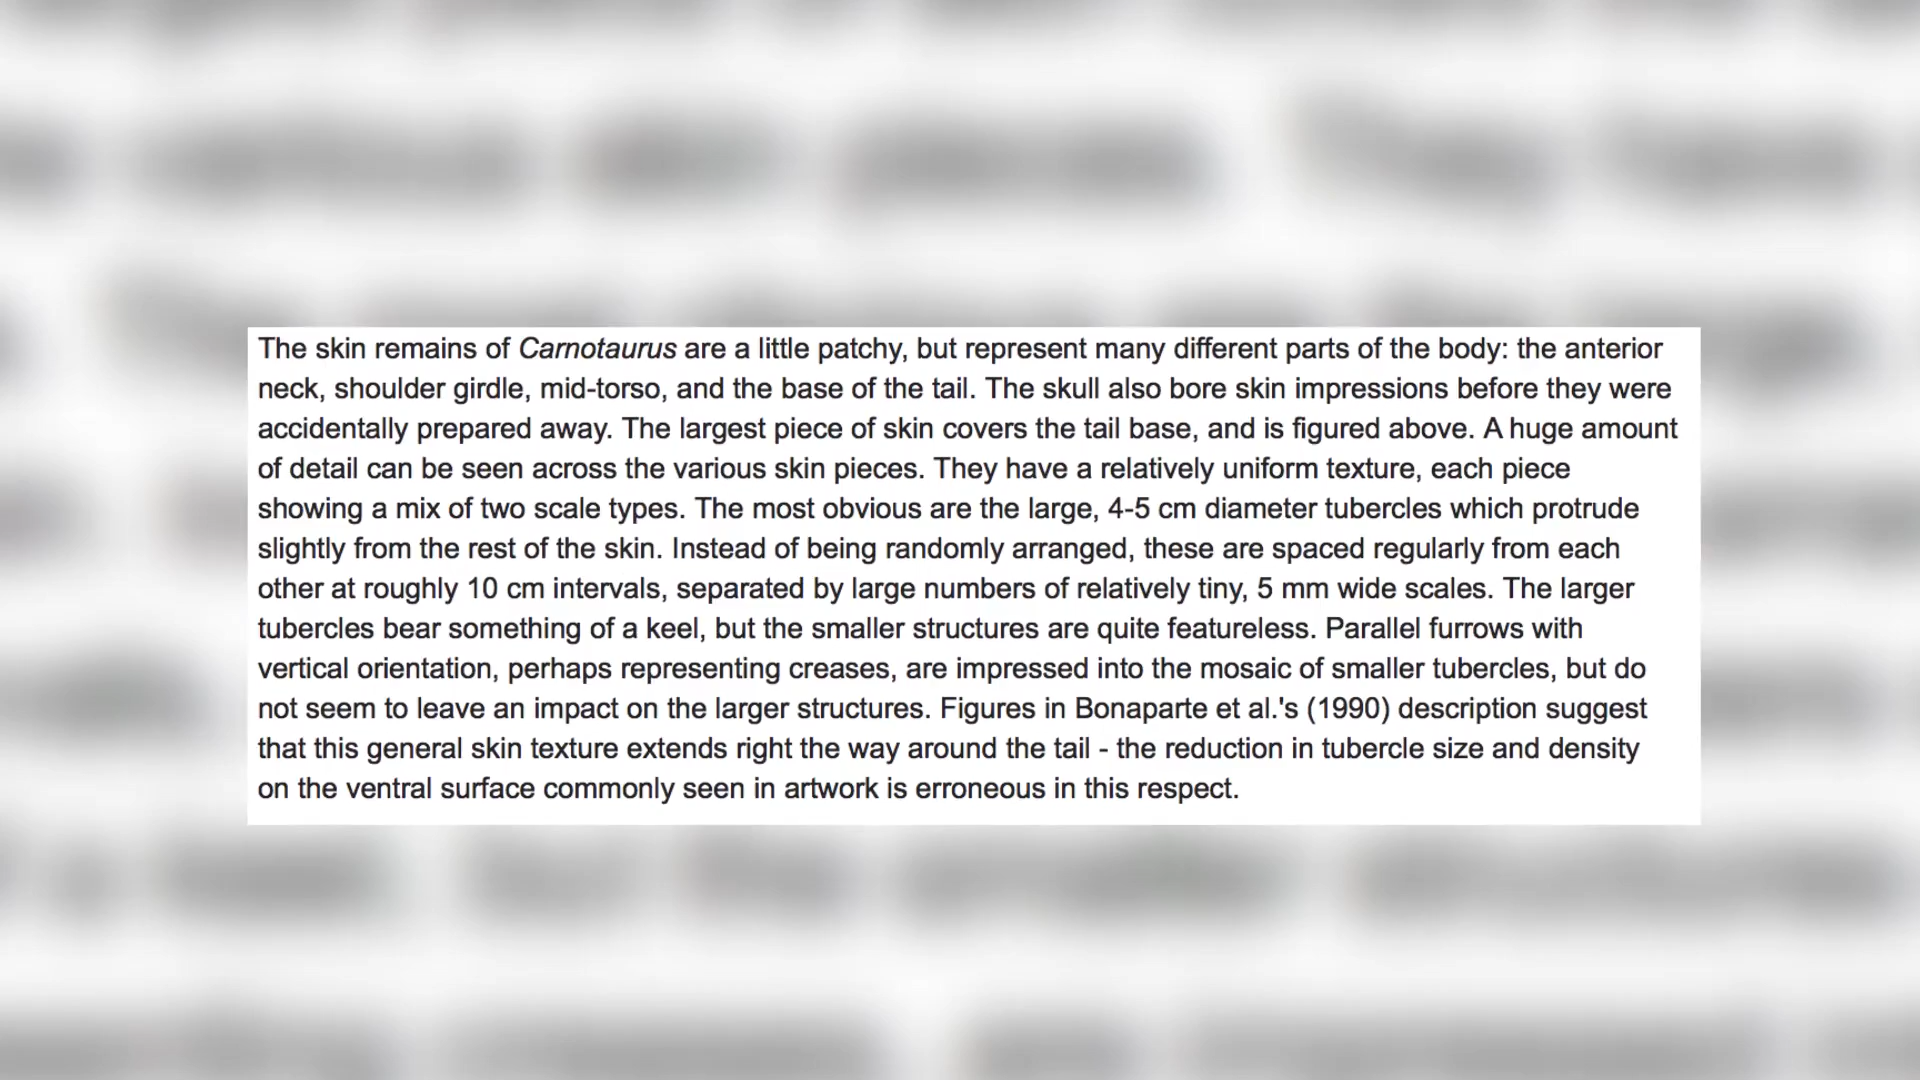 The skin remains of Carnotaurus are a little patchy, but represent many different parts of the body: the anterior
neck, shoulder girdle, mid-torso, and the base of the tail. The skull also bore skin impressions before they were
accidentally prepared away. The largest piece of skin covers the tail base, and is figured above. A huge amount
of detail can be seen across the various skin pieces. They have a relatively uniform texture, each piece
showing a mix of two scale types. The most obvious are the large, 4-5 cm diameter tubercles which protrude
slightly from the rest of the skin. Instead of being randomly arranged, these are spaced regularly from each
other at roughly 10 cm intervals, separated by large numbers of relatively tiny, 5 mm wide scales. The larger
tubercles bear something of a keel, but the smaller structures are quite featureless. Parallel furrows with
vertical orientation, perhaps representing creases, are impressed into the mosaic of smaller tubercles, but do
not seem to leave an impact on the larger structures. Figures in Bonaparte et al.'s (1990) description suggest
that this general skin texture extends right the way around the tail - the reduction in tubercle size and density
on the ventral surface commonly seen in artwork is erroneous in this respect.